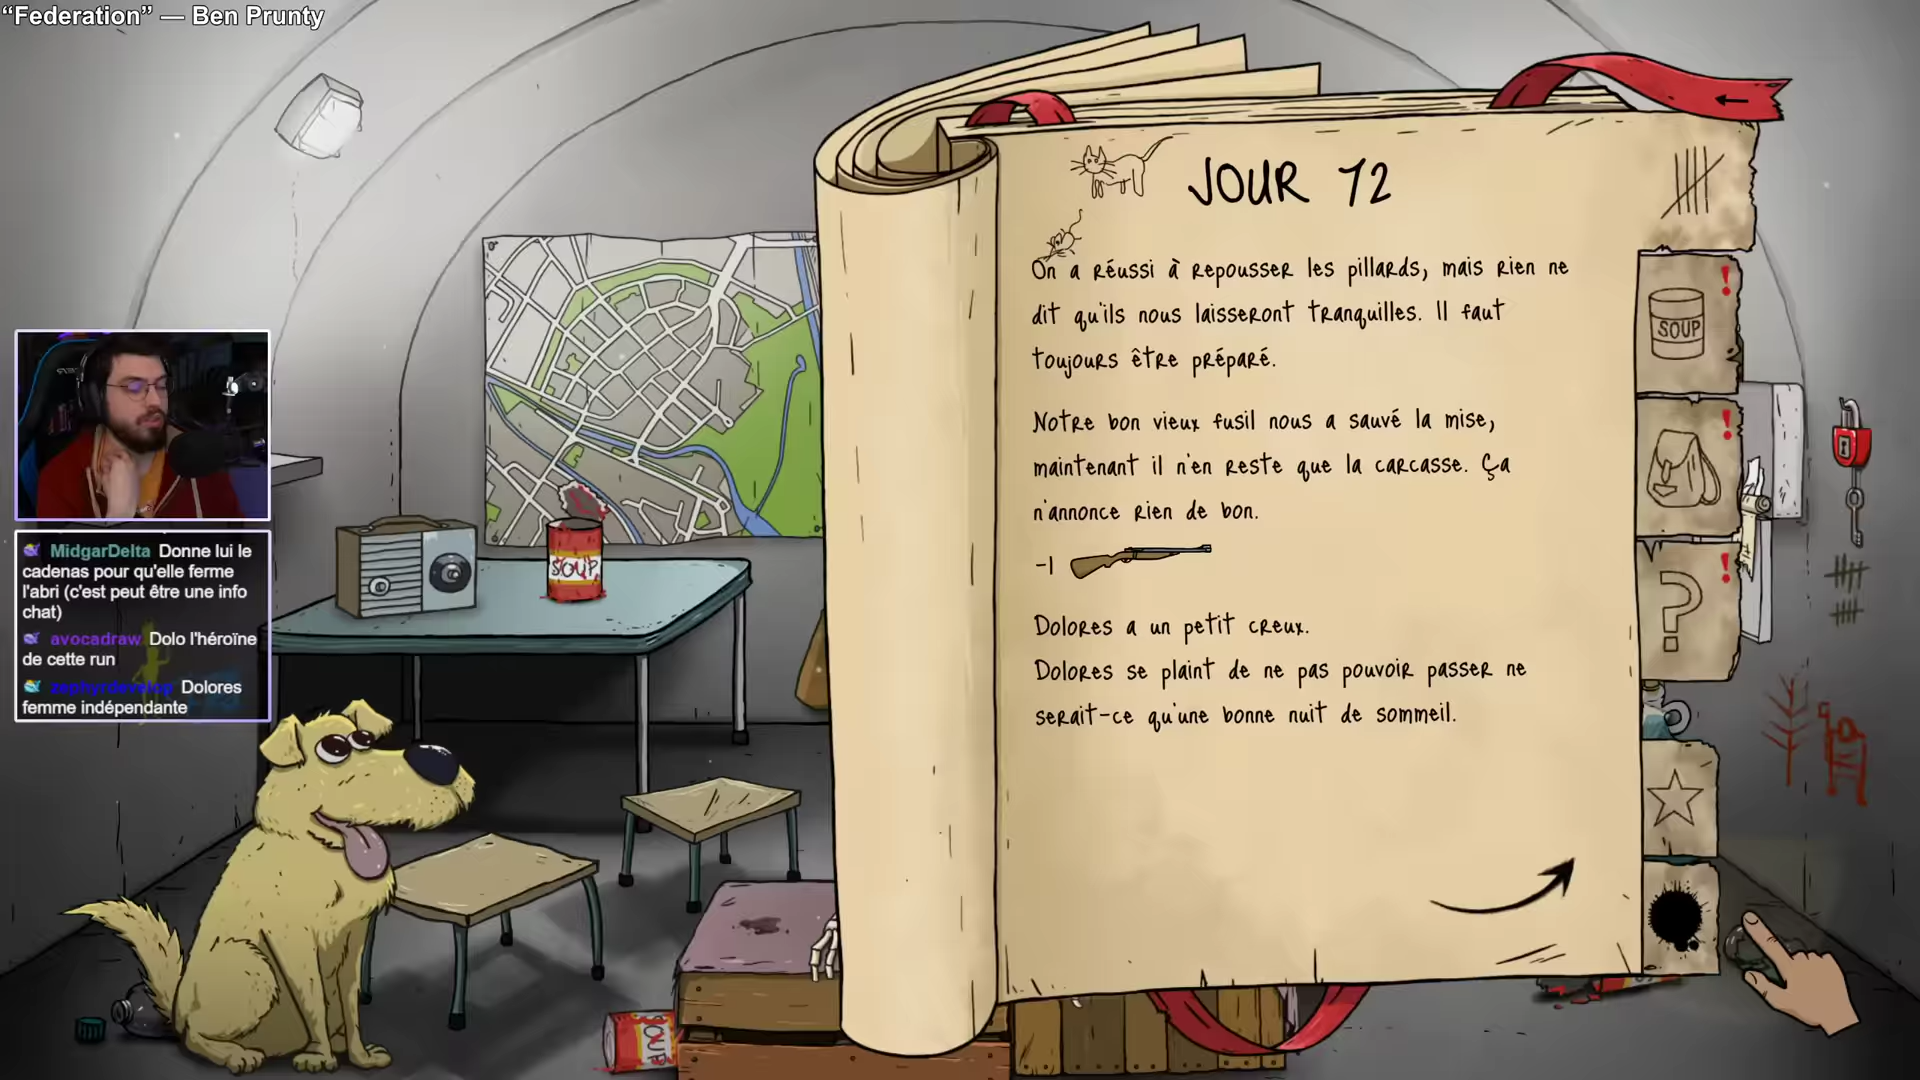 “Federation” — Ben Prunty
JOUR 72
On a réussi à repousser les pillards, mais rien ne
dit qu'ils nous laisseront tranquilles. Il faut
toujours être préparé.
Notre bon vieux fusil nous a sauvé la mise,
maintenant il n'en reste que la carcasse. Ça
n'annonce rien de bon.
-1
Dolores a un petit creux.
Dolores se plaint de ne pas pouvoir passer ne
serait-ce qu'une bonne nuit de sommeil.
!
SOUP
!
!
?
SOUP
SOUP
MidgarDelta Donne lui le
cadenas pour qu'elle ferme
l'abri (c'est peut être une info
chat)
avocadraw Dolo l'héroïne
de cette run
zephyrdevelop Dolores
femme indépendante